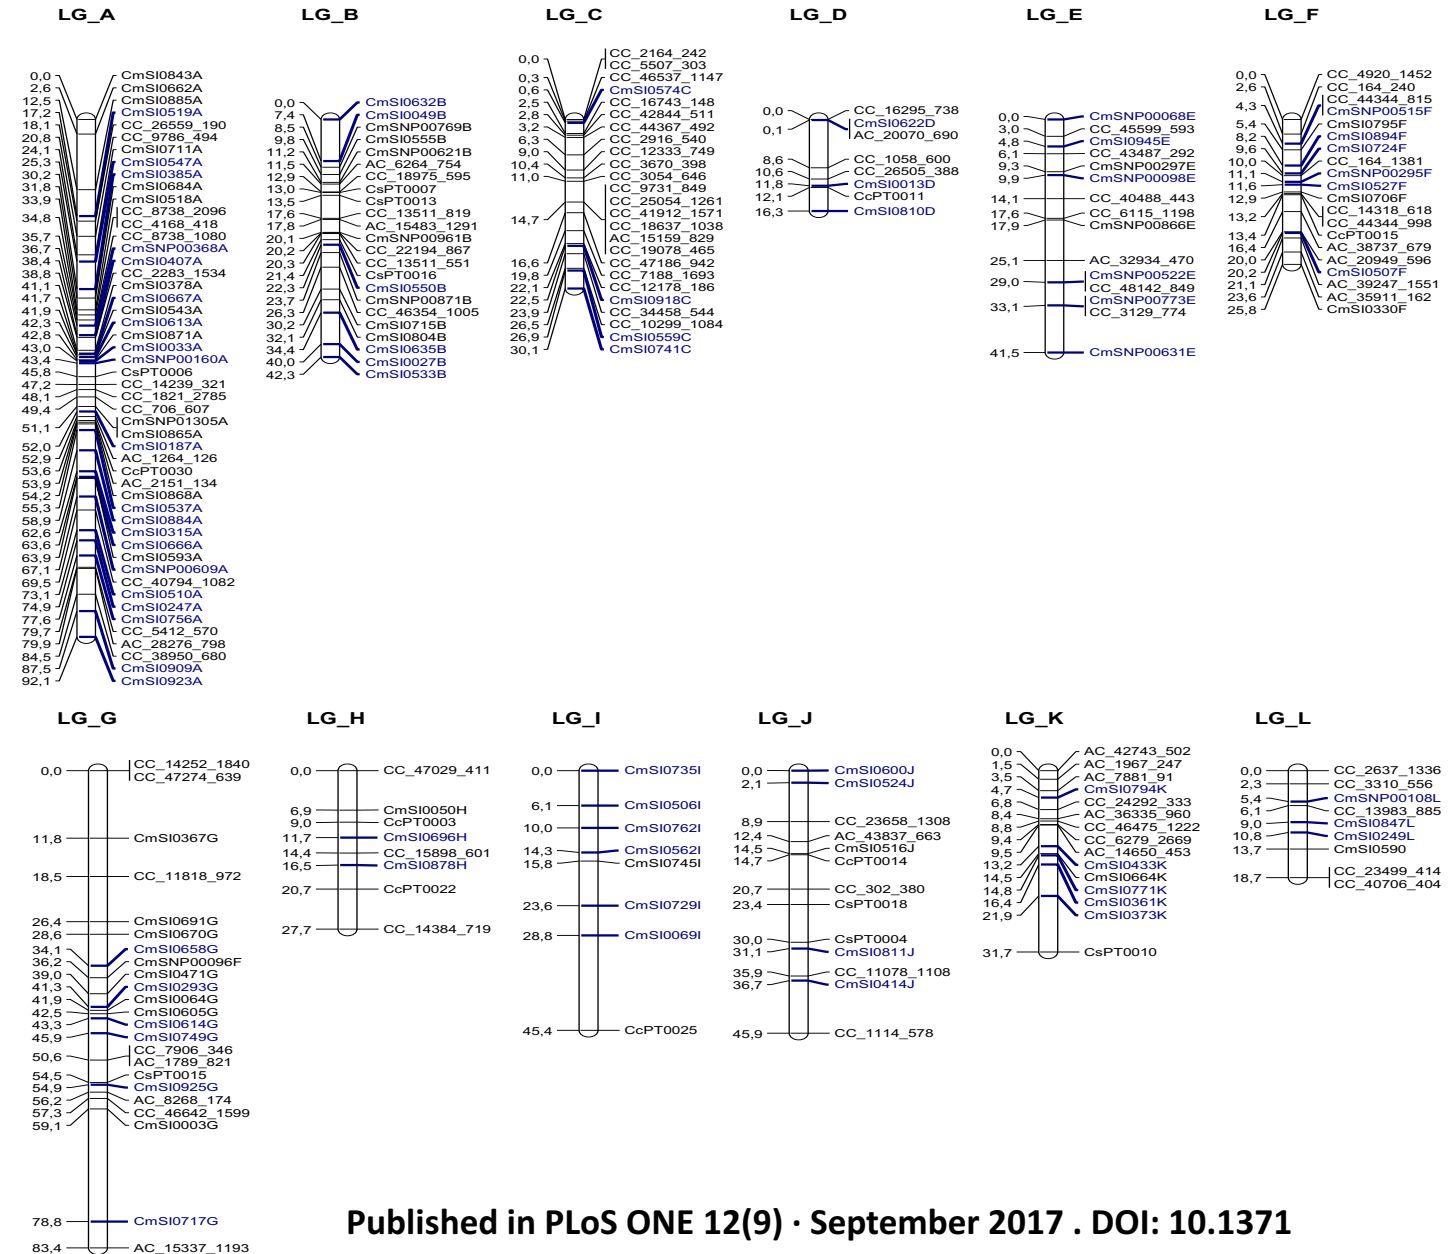 LG_A
0,0 CmSI0843A
2,6 CmSI0662A
12,5 CmSI0885A
17,2 CmSI0519A
18,1 CC_26559_190
20,8 CC_9786_494
24,1 CmSI0711A
25,3 CmSI0547A
30,2 CmSI0385A
31,8 CmSI0684A
33,9 CmSI0518A
34,8 CC_8738_2096
CC_4168_418
35,7 CC_8738_1080
36,7 CmSNP00368A
38,4 CmSI0407A
38,8 CC_2283_1534
41,1 CmSI0378A
41,7 CmSI0667A
41,9 CmSI0543A
42,3 CmSI0613A
42,8 CmSI0871A
43,0 CmSI0033A
43,4 CmSNP00160A
45,8 CsPT0006
47,2 CC_14239_321
48,1 CC_1821_2785
49,4 CC_706_607
51,1 CmSNP01305A
CmSI0865A
52,0 CmSI0187A
52,9 AC_1264_126
53,6 CcPT0030
53,9 AC_2151_134
54,2 CmSI0868A
55,3 CmSI0537A
58,9 CmSI0884A
62,6 CmSI0315A
63,6 CmSI0666A
63,9 CmSI0593A
67,1 CmSNP00609A
69,5 CC_40794_1082
73,1 CmSI0510A
74,9 CmSI0247A
77,6 CmSI0756A
79,7 CC_5412_570
79,9 AC_28276_798
84,5 CC_38950_680
87,5 CmSI0909A
92,1 CmSI0923A
LG_B
0,0 CmSI0632B
7,4 CmSI0049B
8,5 CmSNP00769B
9,8 CmSI0555B
11,2 CmSNP00621B
11,5 AC_6264_754
12,9 CC_18975_595
13,0 CsPT0007
13,5 CsPT0013
17,6 CC_13511_819
17,8 AC_15483_1291
20,1 CmSNP00961B
20,2 CC_22194_867
20,3 CC_13511_551
21,4 CsPT0016
22,3 CmSI0550B
23,7 CmSNP00871B
26,3 CC_46354_1005
30,2 CmSI0715B
32,1 CmSI0804B
34,4 CmSI0635B
40,0 CmSI0027B
42,3 CmSI0533B
LG_C
0,0 CC_2164_242
CC_5507_303
0,3 CC_46537_1147
0,6 CmSI0574C
2,5 CC_16743_148
2,8 CC_42844_511
3,2 CC_44367_492
6,3 CC_2916_540
9,0 CC_12333_749
10,4 CC_3670_398
11,0 CC_3054_646
14,7 CC_9731_849
CC_25054_1261
CC_41912_1571
CC_18637_1038
AC_15159_829
CC_19078_465
16,6 CC_47186_942
19,8 CC_7188_1693
22,1 CC_12178_186
22,5 CmSI0918C
23,9 CC_34458_544
26,5 CC_10299_1084
26,9 CmSI0559C
30,1 CmSI0741C
LG_D
0,0 CC_16295_738
0,1 CmSI0622D
AC_20070_690
8,6 CC_1058_600
10,6 CC_26505_388
11,8 CmSI0013D
12,1 CcPT0011
16,3 CmSI0810D
LG_E
0,0 CmSNP00068E
3,0 CC_45599_593
4,8 CmSI0945E
6,1 CC_43487_292
9,3 CmSNP00297E
9,9 CmSNP00098E
14,1 CC_40488_443
17,6 CC_6115_1198
17,9 CmSNP00866E
25,1 AC_32934_470
29,0 CmSNP00522E
CC_48142_849
33,1 CmSNP00773E
CC_3129_774
41,5 CmSNP00631E
LG_F
0,0 CC_4920_1452
2,6 CC_164_240
4,3 CC_44344_815
CmSNP00515F
5,4 CmSI0795F
8,2 CmSI0894F
9,6 CmSI0724F
10,0 CC_164_1381
11,1 CmSNP00295F
11,6 CmSI0527F
12,9 CmSI0706F
13,2 CC_14318_618
CC_44344_998
13,4 CcPT0015
16,4 AC_38737_679
20,0 AC_20949_596
20,2 CmSI0507F
21,1 AC_39247_1551
23,6 AC_35911_162
25,8 CmSI0330F
LG_G
0,0 CC_14252_1840
CC_47274_639
11,8 CmSI0367G
18,5 CC_11818_972
26,4 CmSI0691G
28,6 CmSI0670G
34,1 CmSI0658G
36,2 CmSNP00096F
39,0 CmSI0471G
41,3 CmSI0293G
41,9 CmSI0064G
42,5 CmSI0605G
43,3 CmSI0614G
45,9 CmSI0749G
50,6 CC_7906_346
AC_1789_821
54,5 CsPT0015
54,9 CmSI0925G
56,2 AC_8268_174
57,3 CC_46642_1599
59,1 CmSI0003G
78,8 CmSI0717G
83,4 AC_15337_1193
LG_H
0,0 CC_47029_411
6,9 CmSI0050H
9,0 CcPT0003
11,7 CmSI0696H
14,4 CC_15898_601
16,5 CmSI0878H
20,7 CcPT0022
27,7 CC_14384_719
LG_I
0,0 CmSI0735I
6,1 CmSI0506I
10,0 CmSI0762I
14,3 CmSI0562I
15,8 CmSI0745I
23,6 CmSI0729I
28,8 CmSI0069I
45,4 CcPT0025
LG_J
0,0 CmSI0600J
2,1 CmSI0524J
8,9 CC_23658_1308
12,4 AC_43837_663
14,5 CmSI0516J
14,7 CcPT0014
20,7 CC_302_380
23,4 CsPT0018
30,0 CsPT0004
31,1 CmSI0811J
35,9 CC_11078_1108
36,7 CmSI0414J
45,9 CC_1114_578
LG_K
0,0 AC_42743_502
1,5 AC_1967_247
3,5 AC_7881_91
4,7 CmSI0794K
6,8 CC_24292_333
8,4 AC_36335_960
8,8 CC_46475_1222
9,4 CC_6279_2669
9,5 AC_14650_453
13,2 CmSI0433K
14,5 CmSI0664K
14,8 CmSI0771K
16,4 CmSI0361K
21,9 CmSI0373K
31,7 CsPT0010
LG_L
0,0 CC_2637_1336
2,3 CC_3310_556
5,4 CmSNP00108L
6,1 CC_13983_885
9,0 CmSI0847L
10,8 CmSI0249L
13,7 CmSI0590
18,7 CC_23499_414
CC_40706_404
Published in PLoS ONE 12(9) · September 2017 . DOI: 10.1371